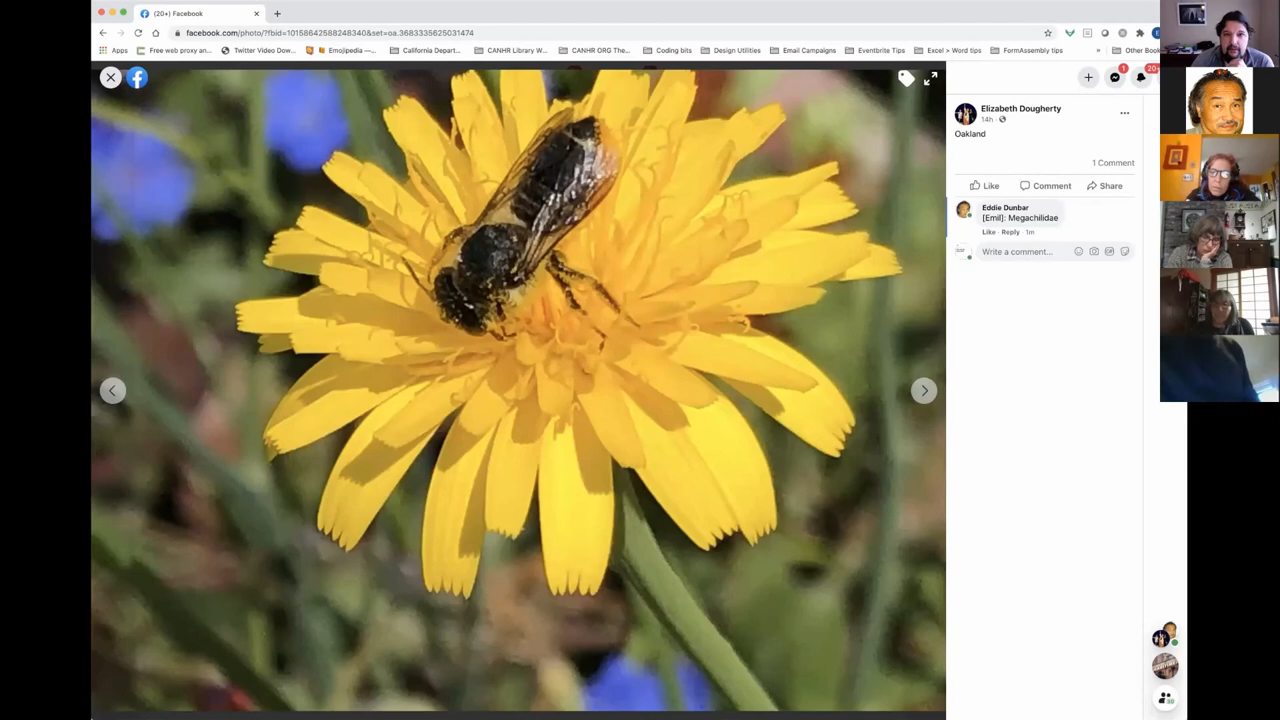 (20+) Facebook
facebook.com/photo/?fbid=10158642588248340&set=oa.3683335625031474
Apps
Free web proxy an...
Twitter Video Dow...
Emojipedia —...
California Depart...
CANHR Library W...
CANHR ORG The...
Coding bits
Design Utilities
Email Campaigns
Eventbrite Tips
Excel > Word tips
FormAssembly tips
»
Other Book
1
20+
Elizabeth Dougherty
14h ·
Oakland
1 Comment
Like
Comment
Share
Eddie Dunbar
[Emil]: Megachilidae
Like · Reply · 1m
Write a comment...